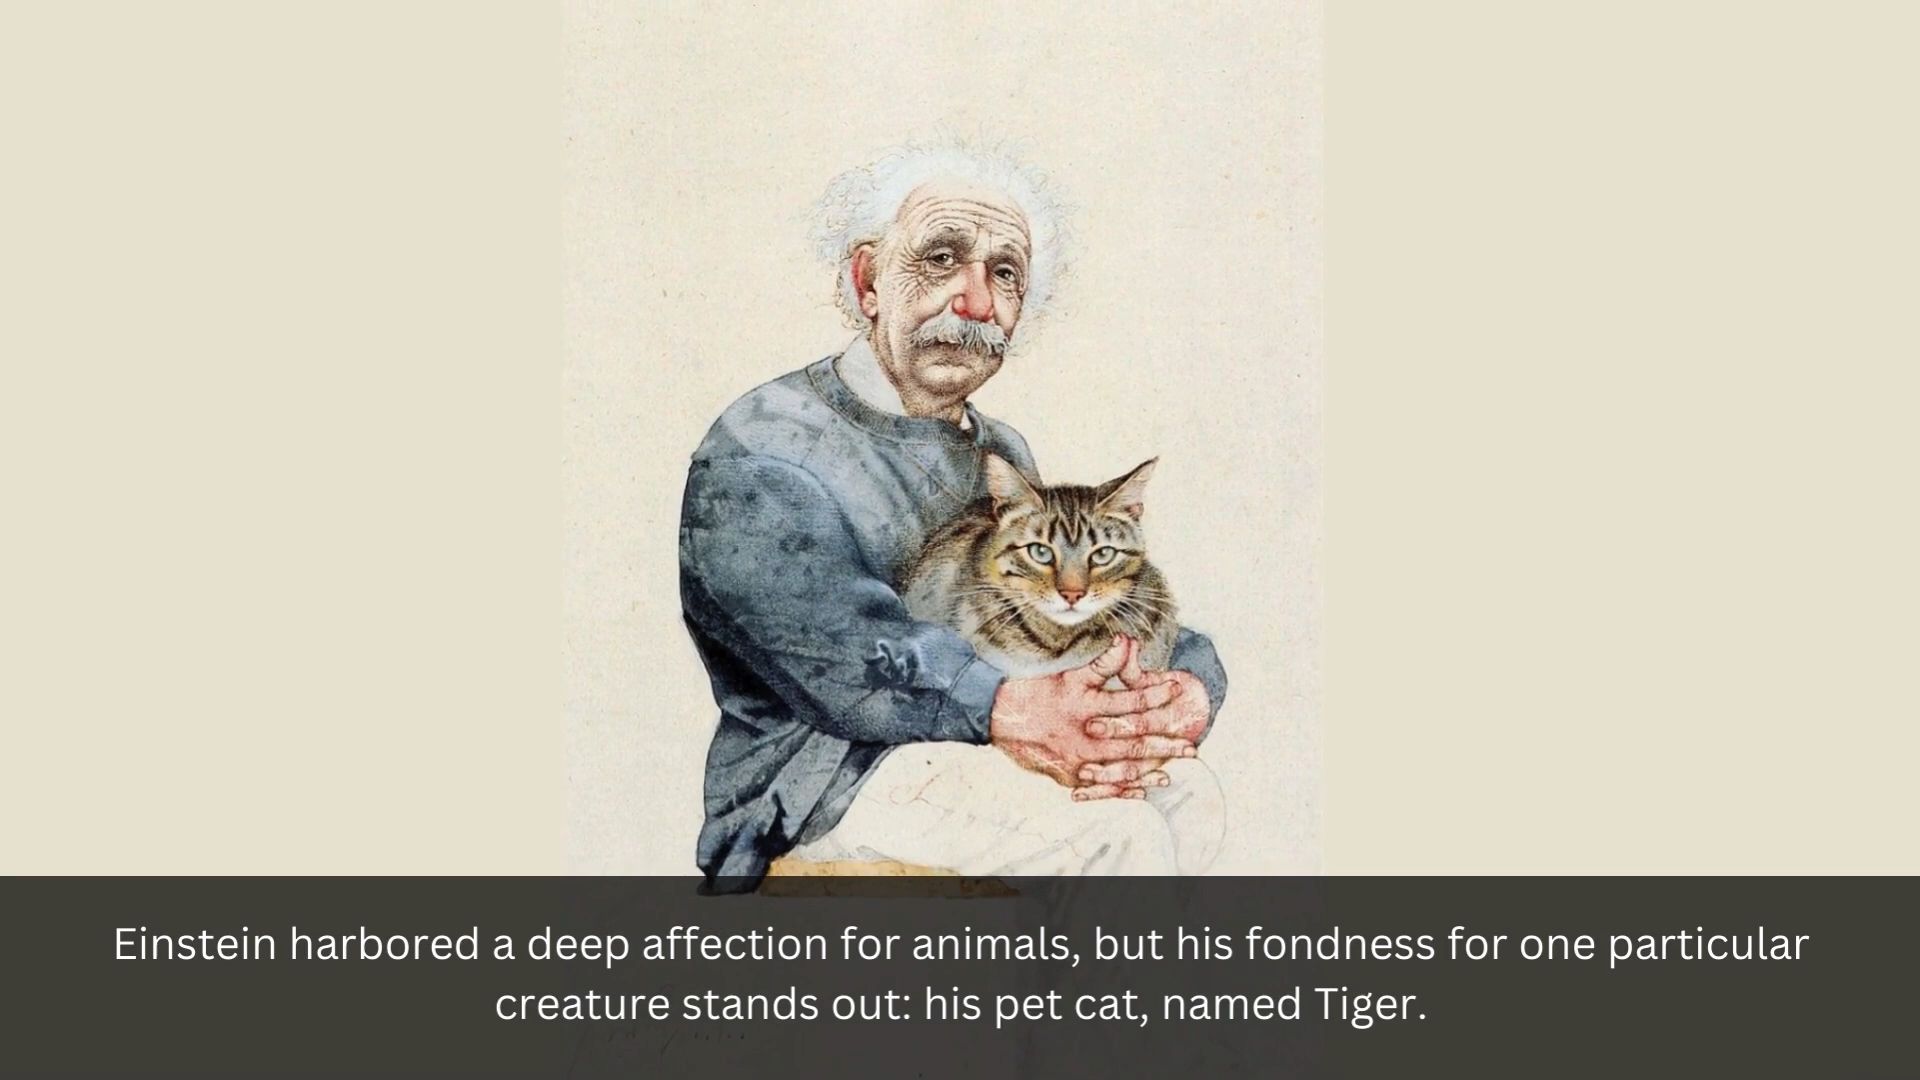 Einstein harbored a deep affection for animals, but his fondness for one particular
creature stands out: his pet cat, named Tiger.